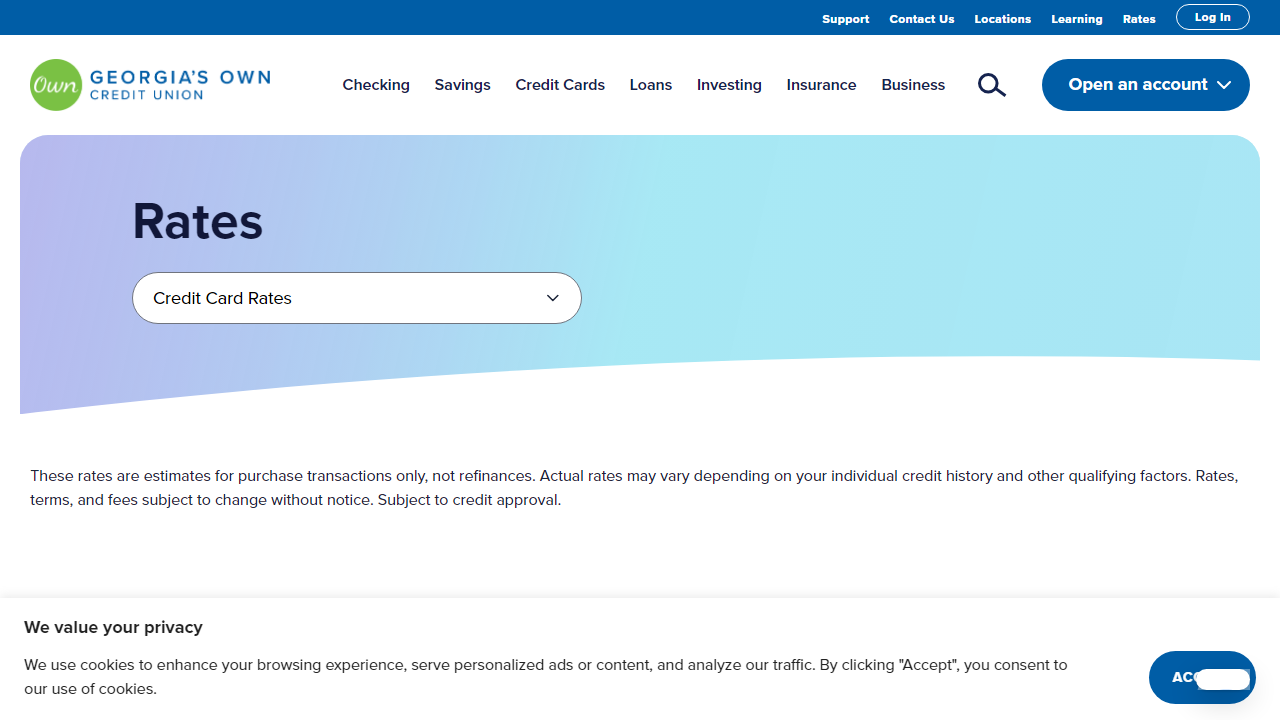 Support Contact Us Locations Learning Rates Log In
Own GEORGIA'S OWN
CREDIT UNION
Checking Savings Credit Cards Loans Investing Insurance Business Open an account
Rates
Credit Card Rates
These rates are estimates for purchase transactions only, not refinances. Actual rates may vary depending on your individual credit history and other qualifying factors. Rates,
terms, and fees subject to change without notice. Subject to credit approval.
We value your privacy
We use cookies to enhance your browsing experience, serve personalized ads or content, and analyze our traffic. By clicking "Accept", you consent to
our use of cookies.